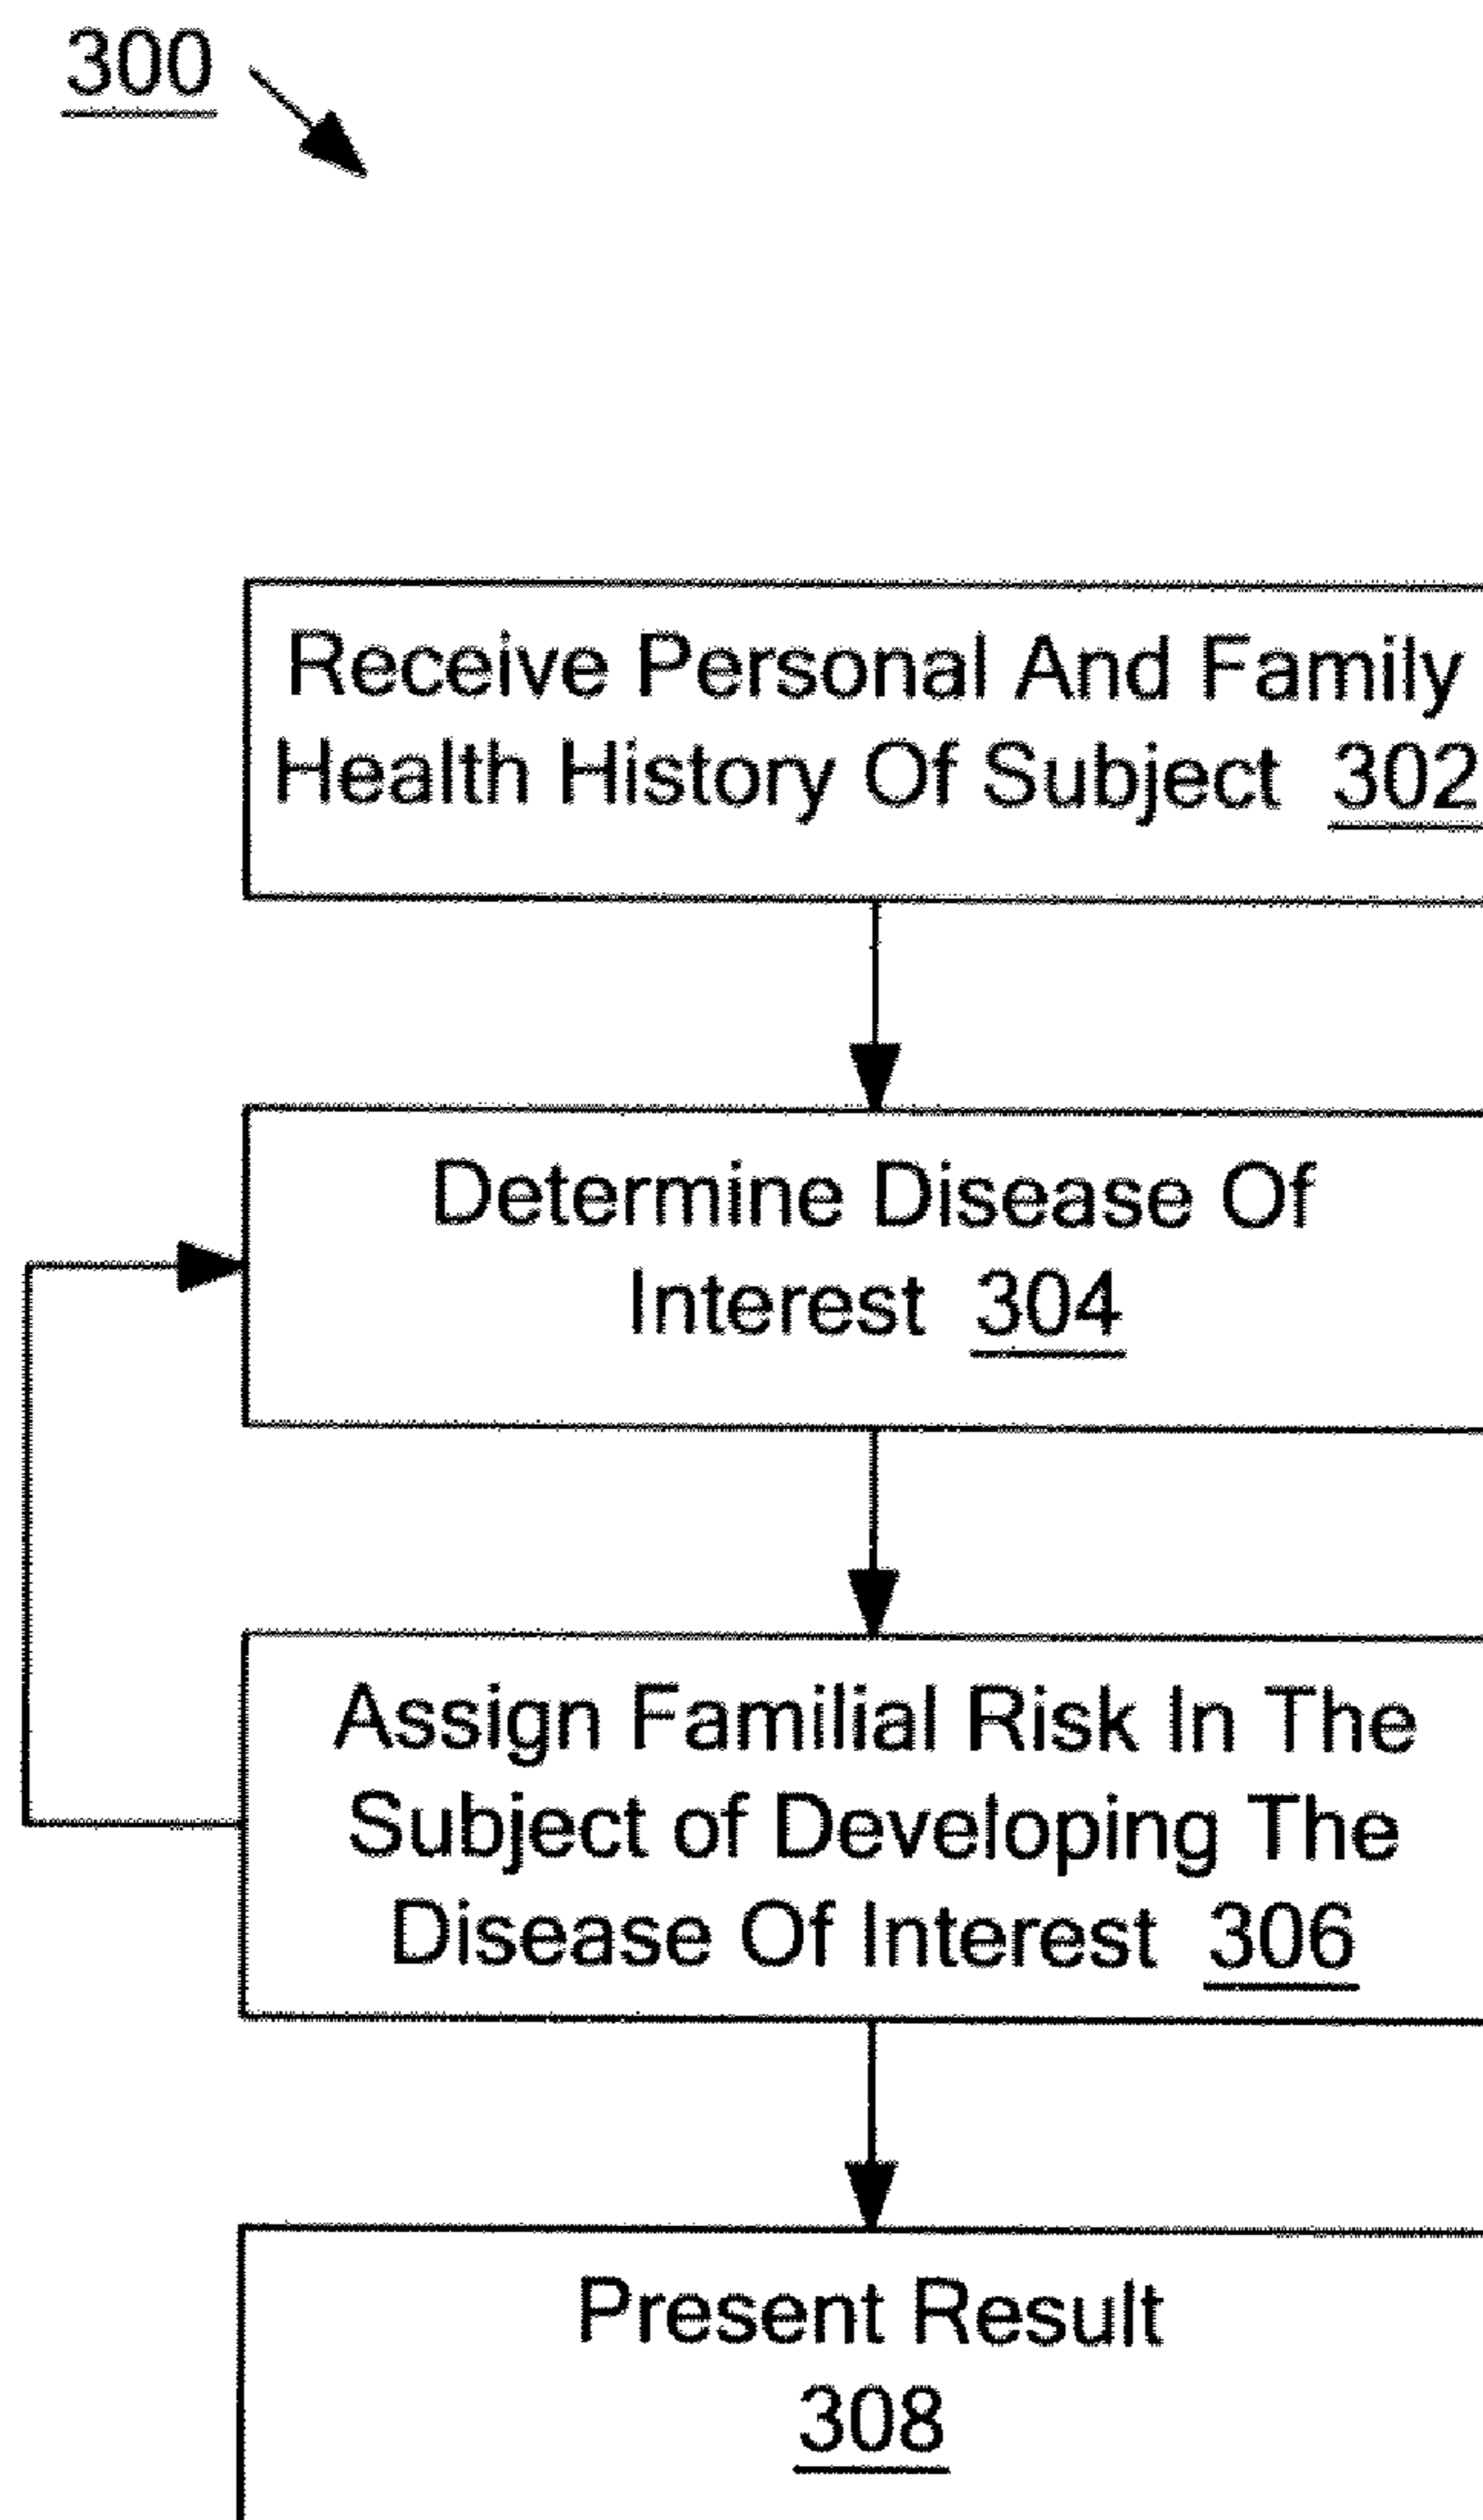 300
Receive Personal And Family
Health History Of Subject 302
Determine Disease Of
Interest 304
Assign Familial Risk In The
Subject of Developing The
Disease Of Interest 306
Present Result
308